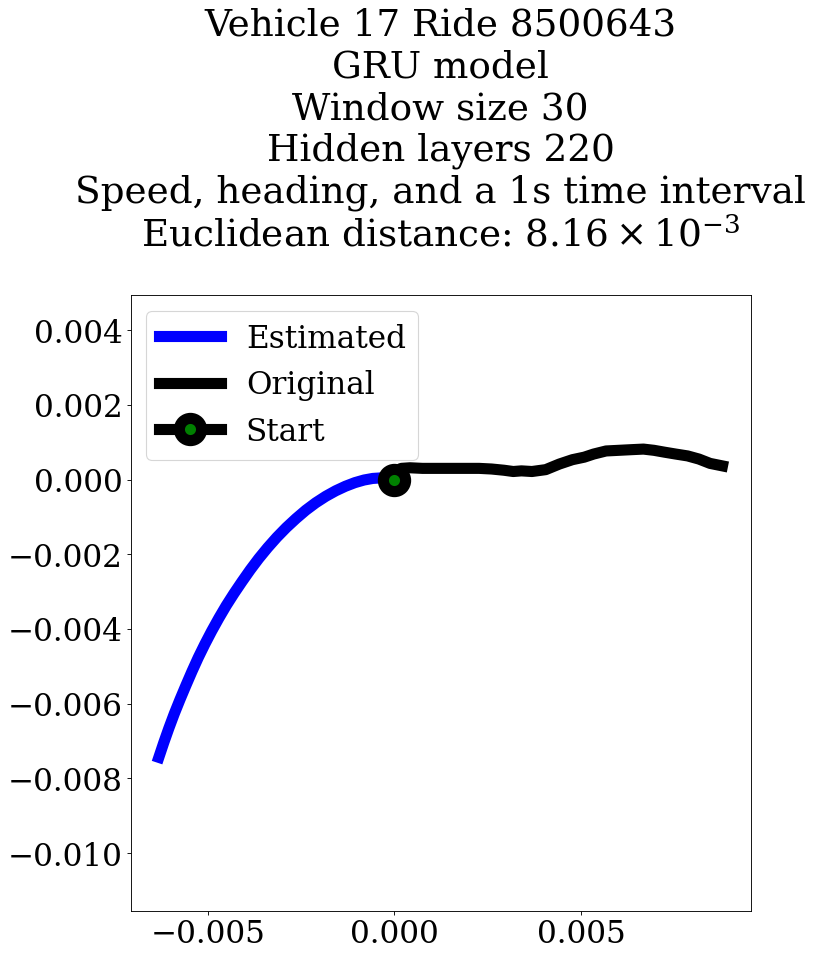 Vehicle 17 Ride 8500643
GRU model
Window size 30
Hidden layers 220
Speed, heading, and a 1s time interval
Euclidean distance: 8.16 × 10⁻³
Estimated
Original
Start
0.004
0.002
0.000
−0.002
−0.004
−0.006
−0.008
−0.010
−0.005
0.000
0.005